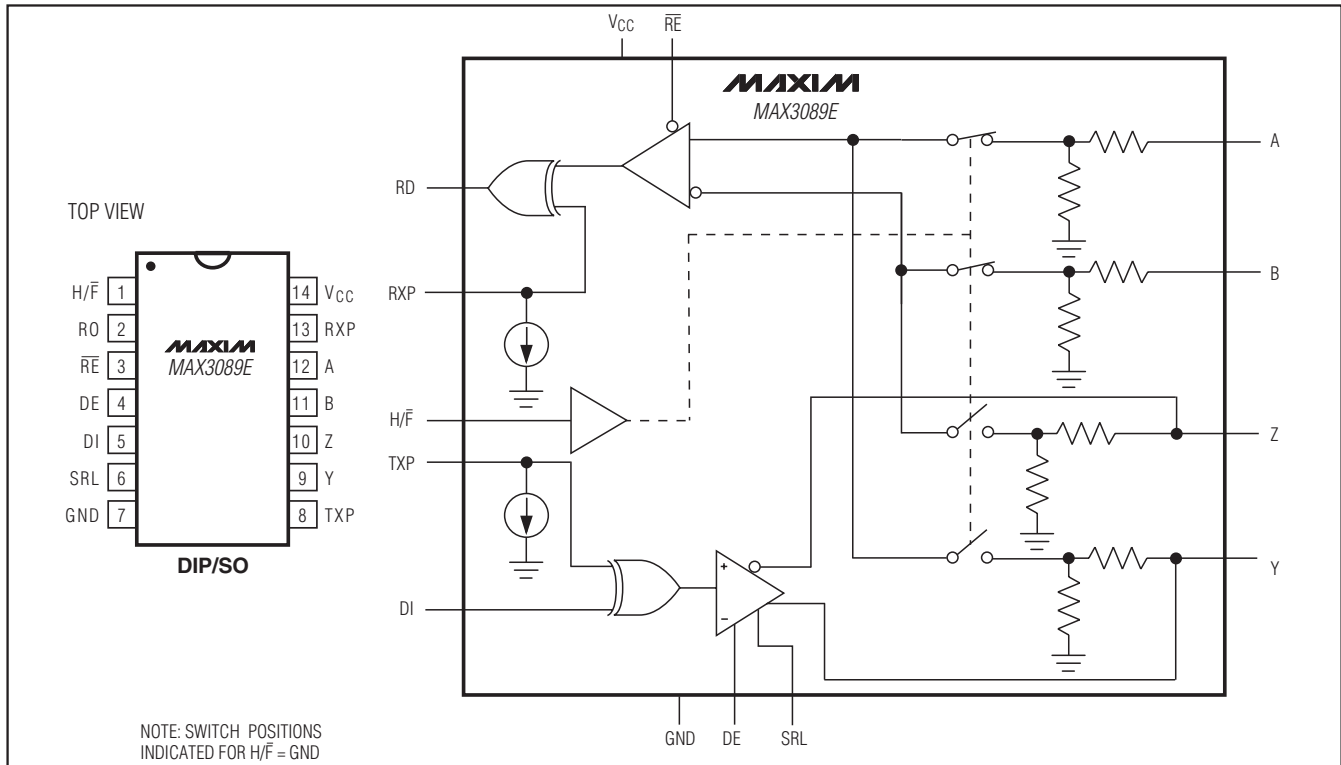 VCC
RE
MAXIM
MAX3089E
A
RD
TOP VIEW
B
RXP
H/F 1
14 VCC
RO 2
13 RXP
RE 3
MAXIM
MAX3089E
12 A
DE 4
11 B
DI 5
10 Z
SRL 6
9 Y
GND 7
8 TXP
DIP/SO
H/F
TXP
Z
Y
+
−
DI
GND
DE
SRL
NOTE: SWITCH POSITIONS
INDICATED FOR H/F = GND